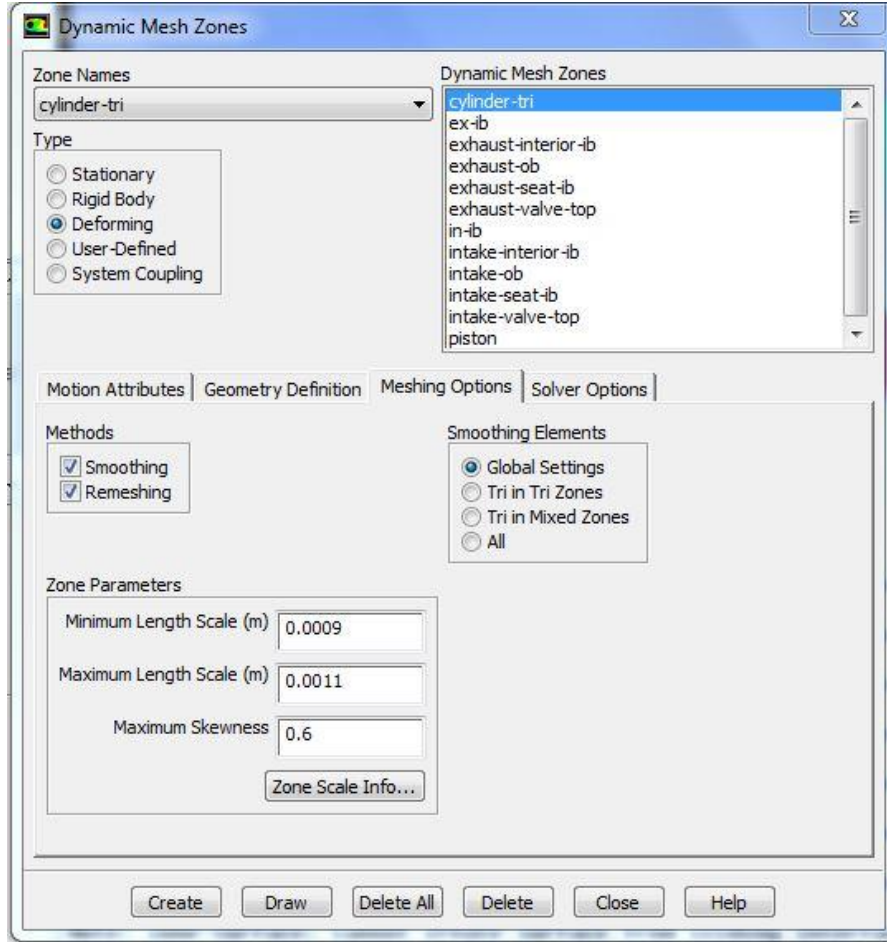 Dynamic Mesh Zones
Zone Names
cylinder-tri
Type
Stationary
Rigid Body
Deforming
User-Defined
System Coupling
Dynamic Mesh Zones
cylinder-tri
ex-ib
exhaust-interior-ib
exhaust-ob
exhaust-seat-ib
exhaust-valve-top
in-ib
intake-interior-ib
intake-ob
intake-seat-ib
intake-valve-top
piston
Motion Attributes
Geometry Definition
Meshing Options
Solver Options
Methods
Smoothing
Remeshing
Smoothing Elements
Global Settings
Tri in Tri Zones
Tri in Mixed Zones
All
Zone Parameters
Minimum Length Scale (m)
0.0009
Maximum Length Scale (m)
0.0011
Maximum Skewness
0.6
Zone Scale Info...
Create
Draw
Delete All
Delete
Close
Help